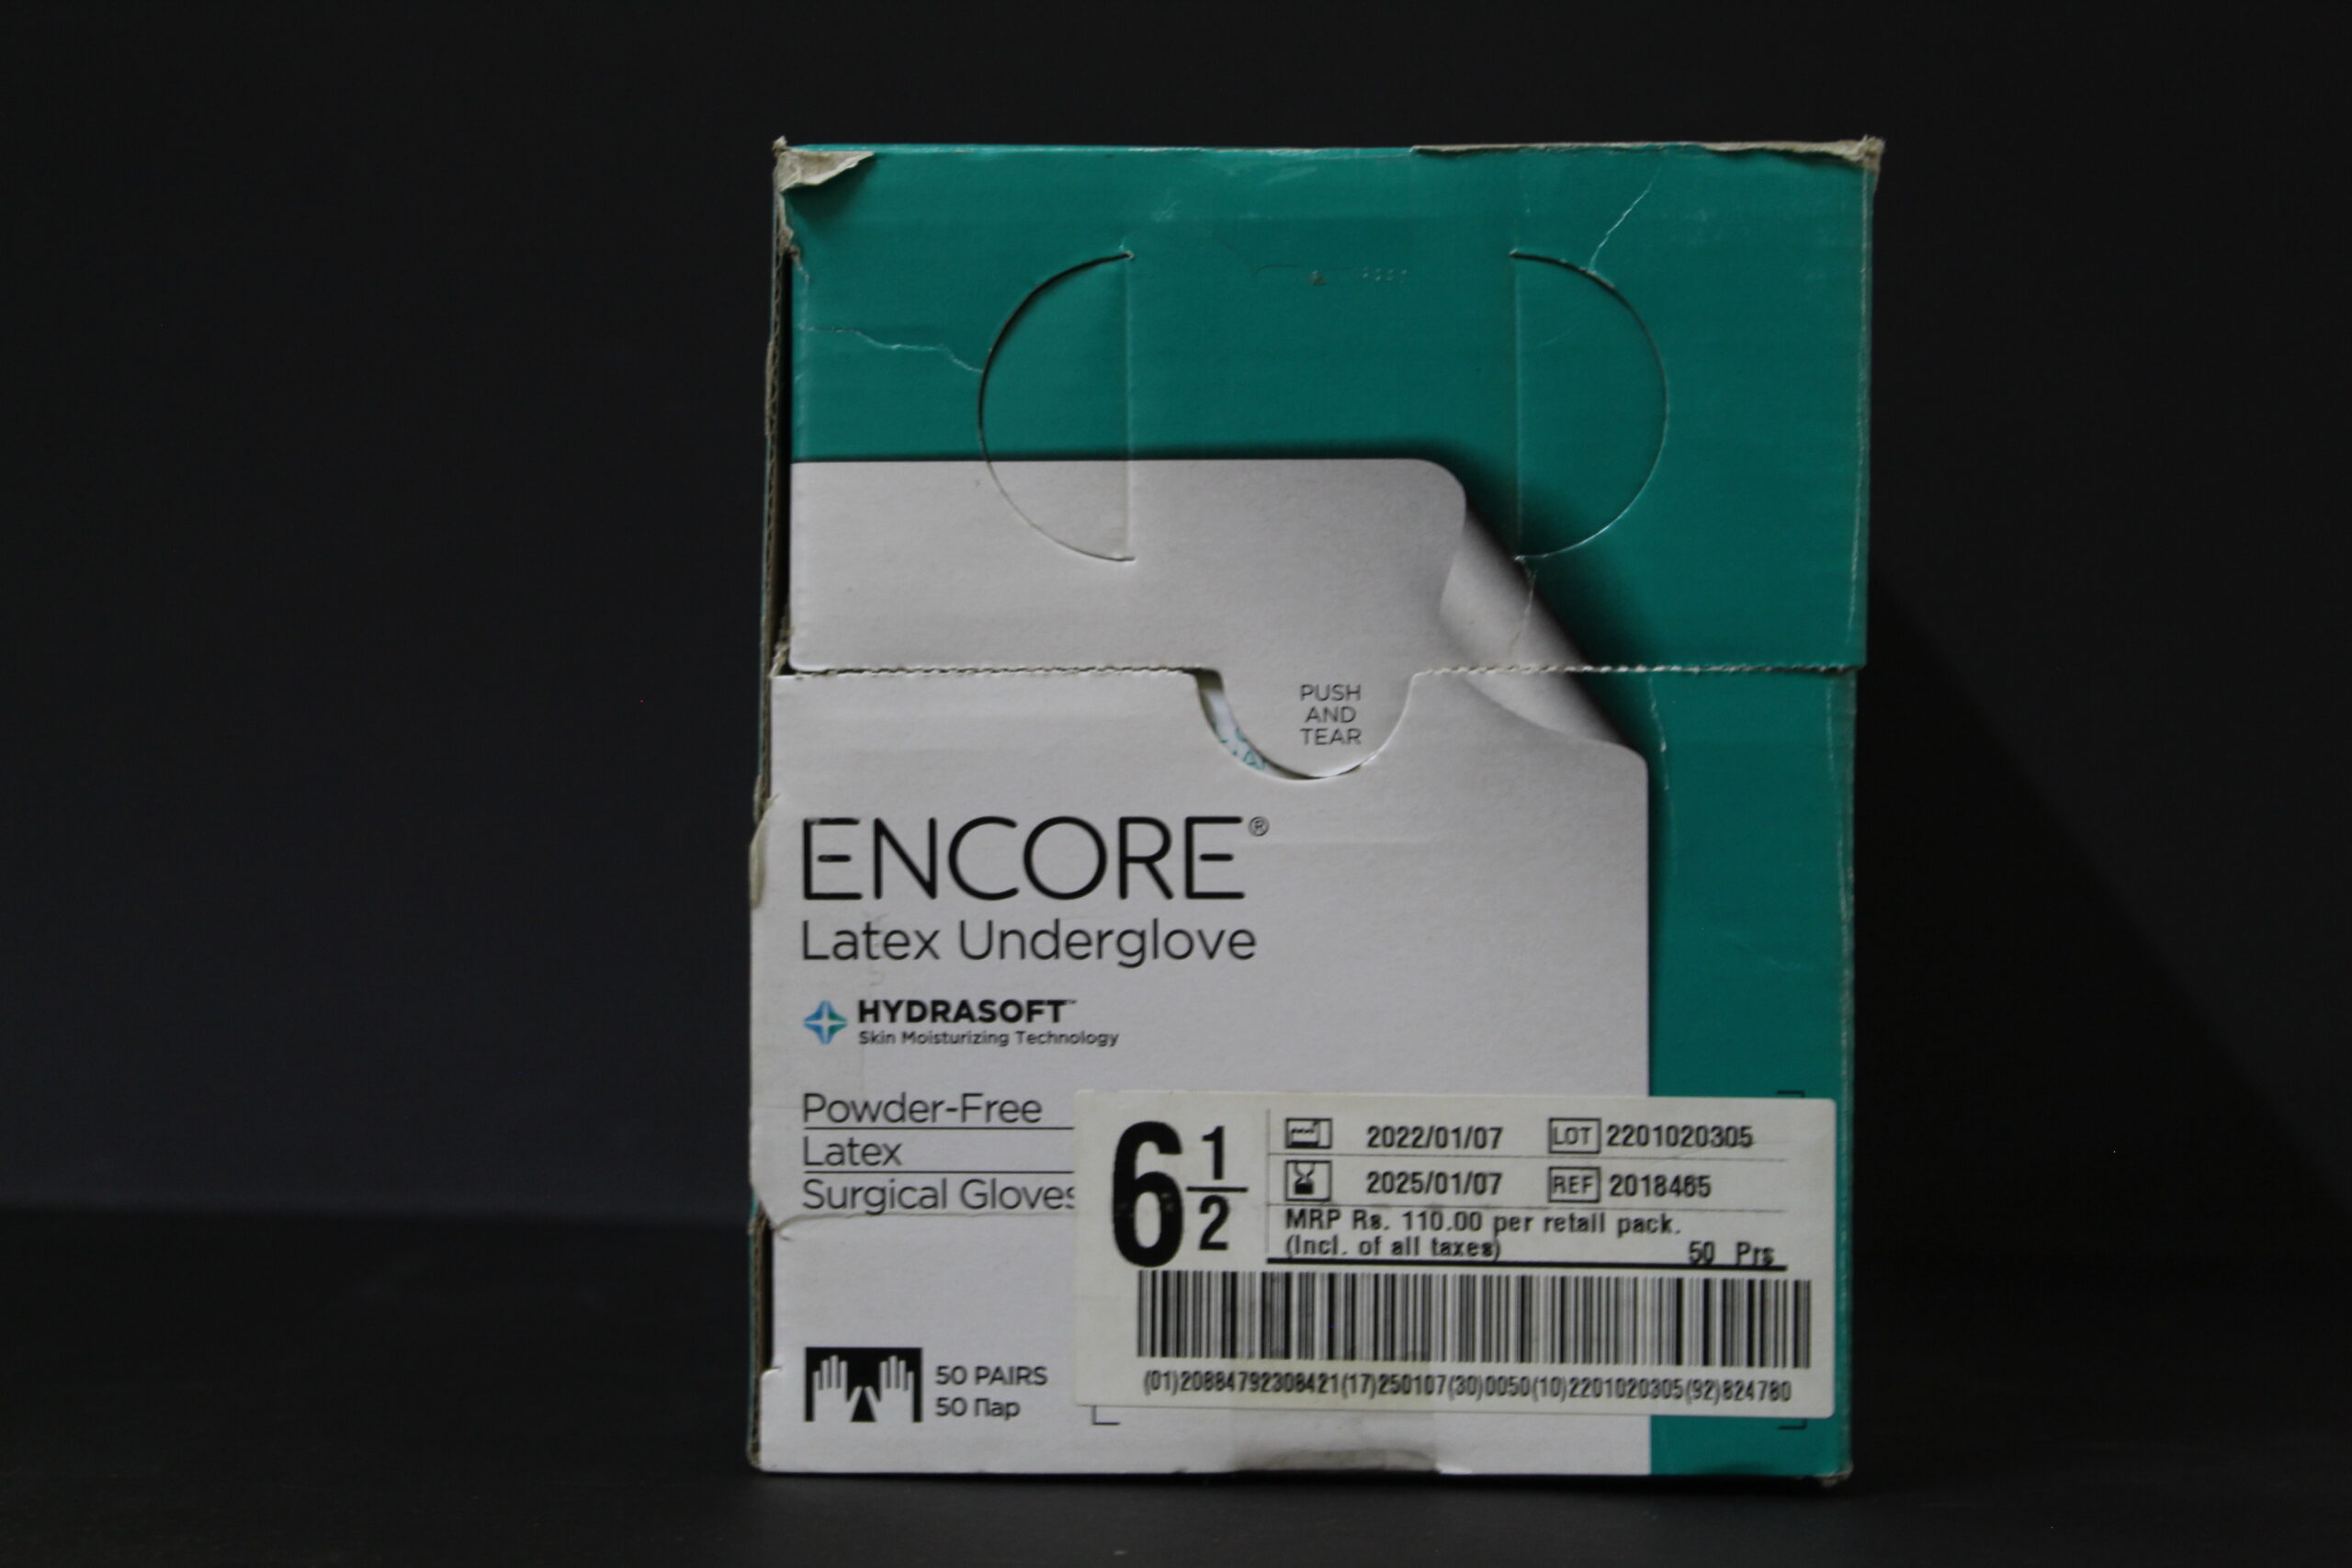 PUSH
AND
TEAR
ENCORE®
Latex Underglove
HYDRASOFT™
Skin Moisturizing Technology
Powder-Free
Latex
Surgical Gloves
6 1/2
2022/01/07 LOT 2201020305
2025/01/07 REF 2018465
MRP Rs. 110.00 per retail pack.
(Incl. of all taxes) 50 Prs
(01)20884792308421(17)250107(30)0050(10)2201020305(92)824780
50 PAIRS
50 Пар